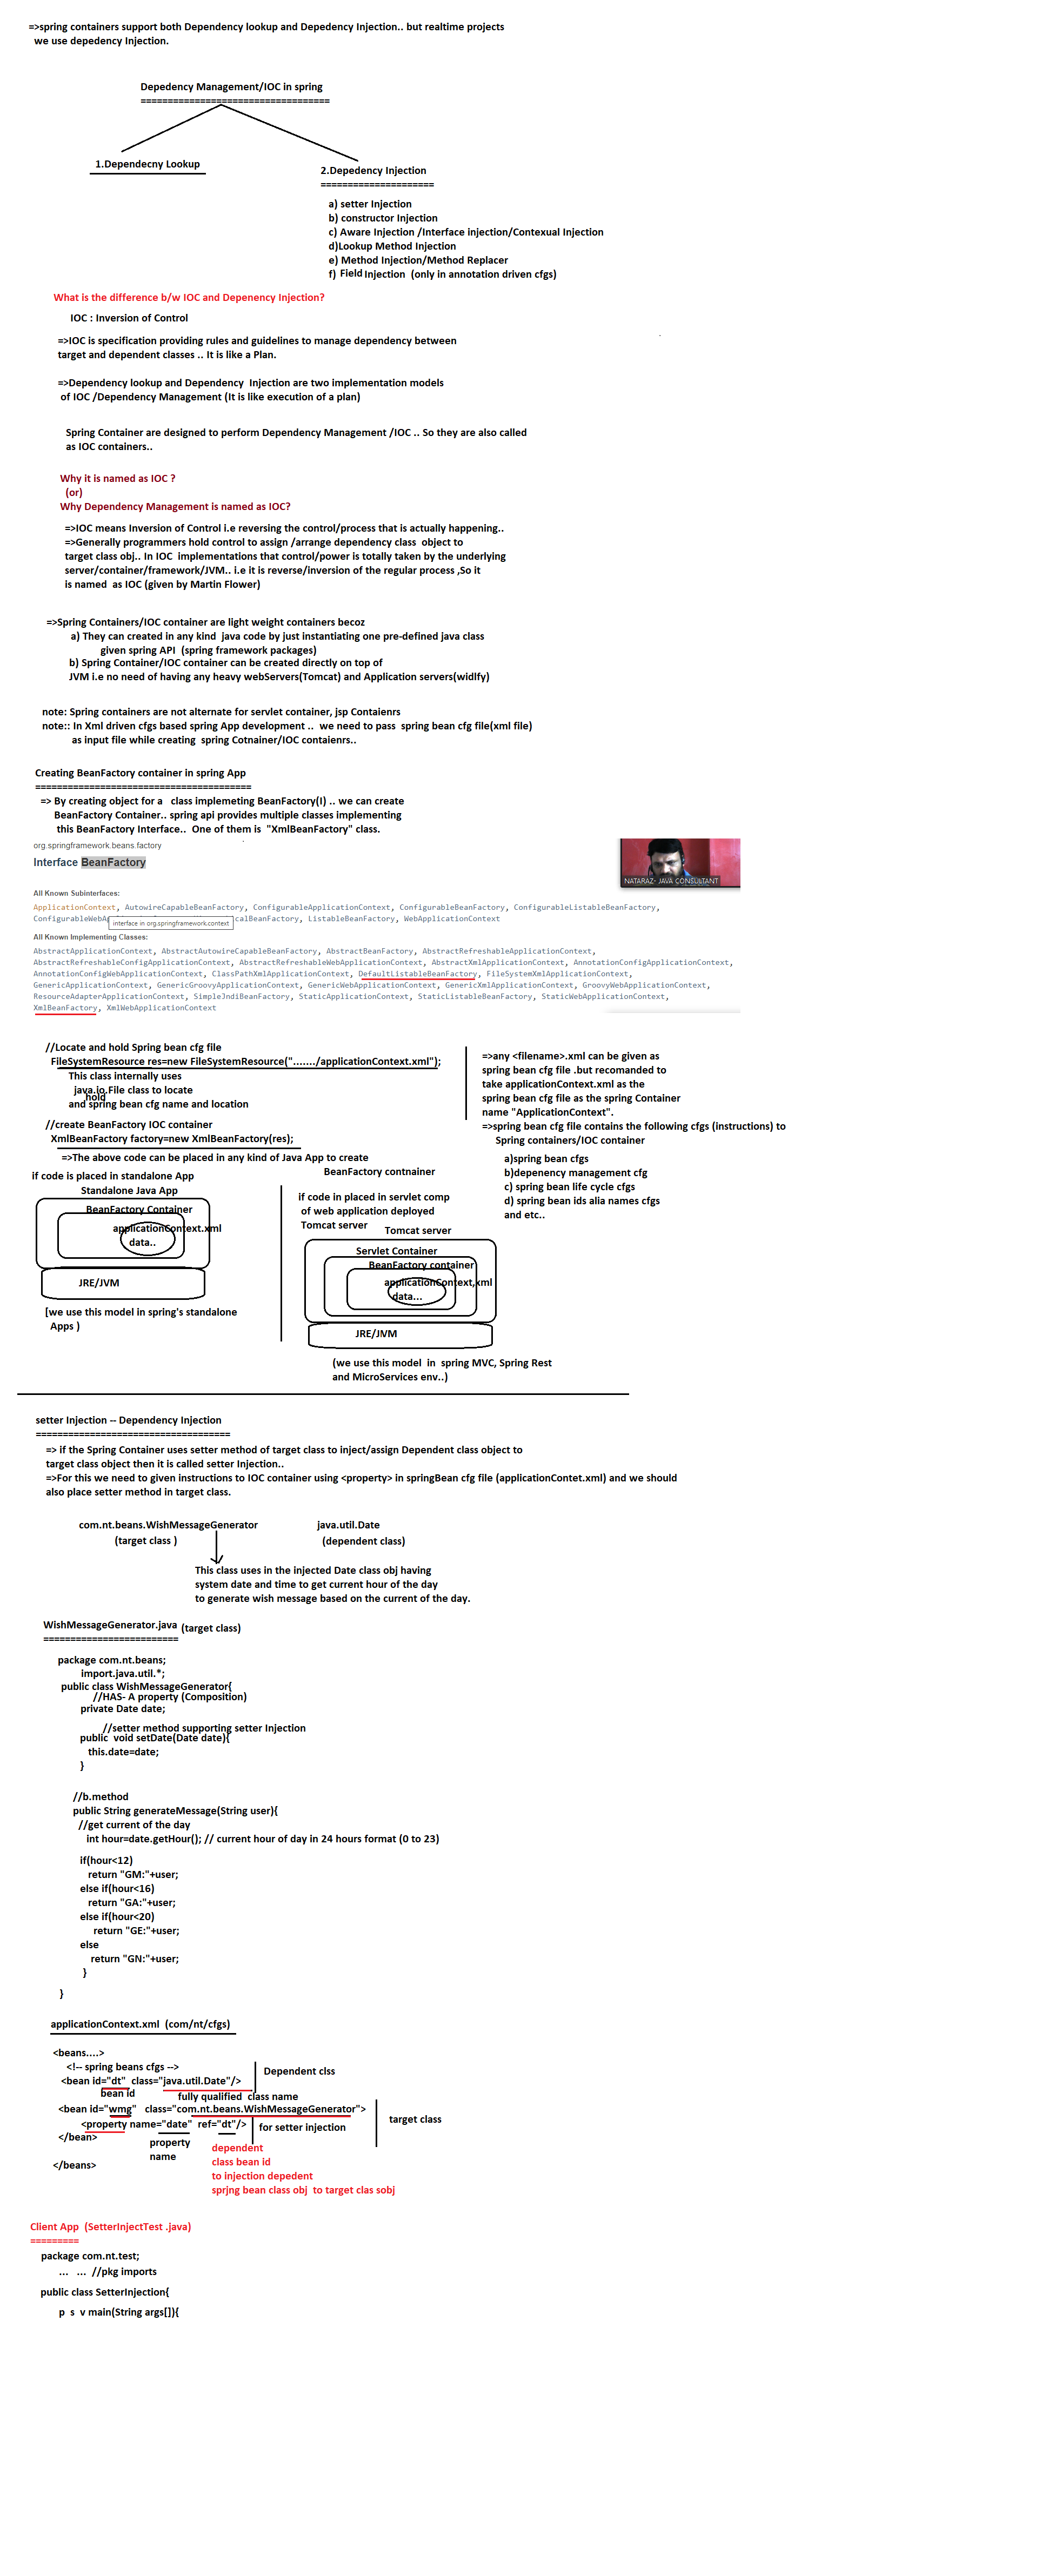 =>spring containers support both Dependency lookup and Depedency Injection.. but realtime projects
we use depedency Injection.
Depedency Management/IOC in spring
===================================
1.Dependecny Lookup
2.Depedency Injection
=====================
a) setter Injection
b) constructor Injection
c) Aware Injection /Interface injection/Contexual Injection
d)Lookup Method Injection
e) Method Injection/Method Replacer
f) Field Injection (only in annotation driven cfgs)
What is the difference b/w IOC and Depenency Injection?
IOC : Inversion of Control
=>IOC is specification providing rules and guidelines to manage dependency between
target and dependent classes .. It is like a Plan.
=>Dependency lookup and Dependency Injection are two implementation models
of IOC /Dependency Management (It is like execution of a plan)
Spring Container are designed to perform Dependency Management /IOC .. So they are also called
as IOC containers..
Why it is named as IOC ?
(or)
Why Dependency Management is named as IOC?
=>IOC means Inversion of Control i.e reversing the control/process that is actually happening..
=>Generally programmers hold control to assign /arrange dependency class object to
target class obj.. In IOC implementations that control/power is totally taken by the underlying
server/container/framework/JVM.. i.e it is reverse/inversion of the regular process ,So it
is named as IOC (given by Martin Flower)
=>Spring Containers/IOC container are light weight containers becoz
a) They can created in any kind java code by just instantiating one pre-defined java class
given spring API (spring framework packages)
b) Spring Container/IOC container can be created directly on top of
JVM i.e no need of having any heavy webServers(Tomcat) and Application servers(widlfy)
note: Spring containers are not alternate for servlet container, jsp Contaienrs
note:: In Xml driven cfgs based spring App development .. we need to pass spring bean cfg file(xml file)
as input file while creating spring Cotnainer/IOC contaienrs..
Creating BeanFactory container in spring App
========================================
=> By creating object for a class implemeting BeanFactory(I) .. we can create
BeanFactory Container.. spring api provides multiple classes implementing
this BeanFactory Interface.. One of them is "XmlBeanFactory" class.
org.springframework.beans.factory
Interface BeanFactory
NATARAZ- JAVA CONSULTANT
All Known Subinterfaces:
ApplicationContext, AutowireCapableBeanFactory, ConfigurableApplicationContext, ConfigurableBeanFactory, ConfigurableListableBeanFactory,
ConfigurableWebAp calBeanFactory, ListableBeanFactory, WebApplicationContext
interface in org.springframework.context
All Known Implementing Classes:
AbstractApplicationContext, AbstractAutowireCapableBeanFactory, AbstractBeanFactory, AbstractRefreshableApplicationContext,
AbstractRefreshableConfigApplicationContext, AbstractRefreshableWebApplicationContext, AbstractXmlApplicationContext, AnnotationConfigApplicationContext,
AnnotationConfigWebApplicationContext, ClassPathXmlApplicationContext, DefaultListableBeanFactory, FileSystemXmlApplicationContext,
GenericApplicationContext, GenericGroovyApplicationContext, GenericWebApplicationContext, GenericXmlApplicationContext, GroovyWebApplicationContext,
ResourceAdapterApplicationContext, SimpleJndiBeanFactory, StaticApplicationContext, StaticListableBeanFactory, StaticWebApplicationContext,
XmlBeanFactory, XmlWebApplicationContext
//Locate and hold Spring bean cfg file
FileSystemResource res=new FileSystemResource("......./applicationContext.xml");
This class internally uses
java.io.File class to locate
hold
and spring bean cfg name and location
//create BeanFactory IOC container
XmlBeanFactory factory=new XmlBeanFactory(res);
=>The above code can be placed in any kind of Java App to create
BeanFactory contnainer
=>any <filename>.xml can be given as
spring bean cfg file .but recomanded to
take applicationContext.xml as the
spring bean cfg file as the spring Container
name "ApplicationContext".
=>spring bean cfg file contains the following cfgs (instructions) to
Spring containers/IOC container
a)spring bean cfgs
b)depenency management cfg
c) spring bean life cycle cfgs
d) spring bean ids alia names cfgs
and etc..
if code is placed in standalone App
Standalone Java App
BeanFactory Container
applicationContext.xml
data..
JRE/JVM
[we use this model in spring's standalone
Apps )
if code in placed in servlet comp
of web application deployed
Tomcat server
Tomcat server
Servlet Container
BeanFactory container
applicationContext,xml
data...
JRE/JVM
(we use this model in spring MVC, Spring Rest
and MicroServices env..)
setter Injection -- Dependency Injection
====================================
=> if the Spring Container uses setter method of target class to inject/assign Dependent class object to
target class object then it is called setter Injection..
=>For this we need to given instructions to IOC container using <property> in springBean cfg file (applicationContet.xml) and we should
also place setter method in target class.
com.nt.beans.WishMessageGenerator
java.util.Date
(target class )
(dependent class)
This class uses in the injected Date class obj having
system date and time to get current hour of the day
to generate wish message based on the current of the day.
WishMessageGenerator.java (target class)
=========================
package com.nt.beans;
import.java.util.*;
public class WishMessageGenerator{
//HAS- A property (Composition)
private Date date;
//setter method supporting setter Injection
public void setDate(Date date){
this.date=date;
}
//b.method
public String generateMessage(String user){
//get current of the day
int hour=date.getHour(); // current hour of day in 24 hours format (0 to 23)
if(hour<12)
return "GM:"+user;
else if(hour<16)
return "GA:"+user;
else if(hour<20)
return "GE:"+user;
else
return "GN:"+user;
}
}
applicationContext.xml (com/nt/cfgs)
<beans....>
<!-- spring beans cfgs -->
<bean id="dt" class="java.util.Date"/>
Dependent clss
bean id
fully qualified class name
<bean id="wmg" class="com.nt.beans.WishMessageGenerator">
target class
<property name="date" ref="dt"/>
for setter injection
</bean>
property
name
dependent
class bean id
to injection depedent
sprjng bean class obj to target clas sobj
</beans>
Client App (SetterInjectTest .java)
=========
package com.nt.test;
... ... //pkg imports
public class SetterInjection{
p s v main(String args[]){